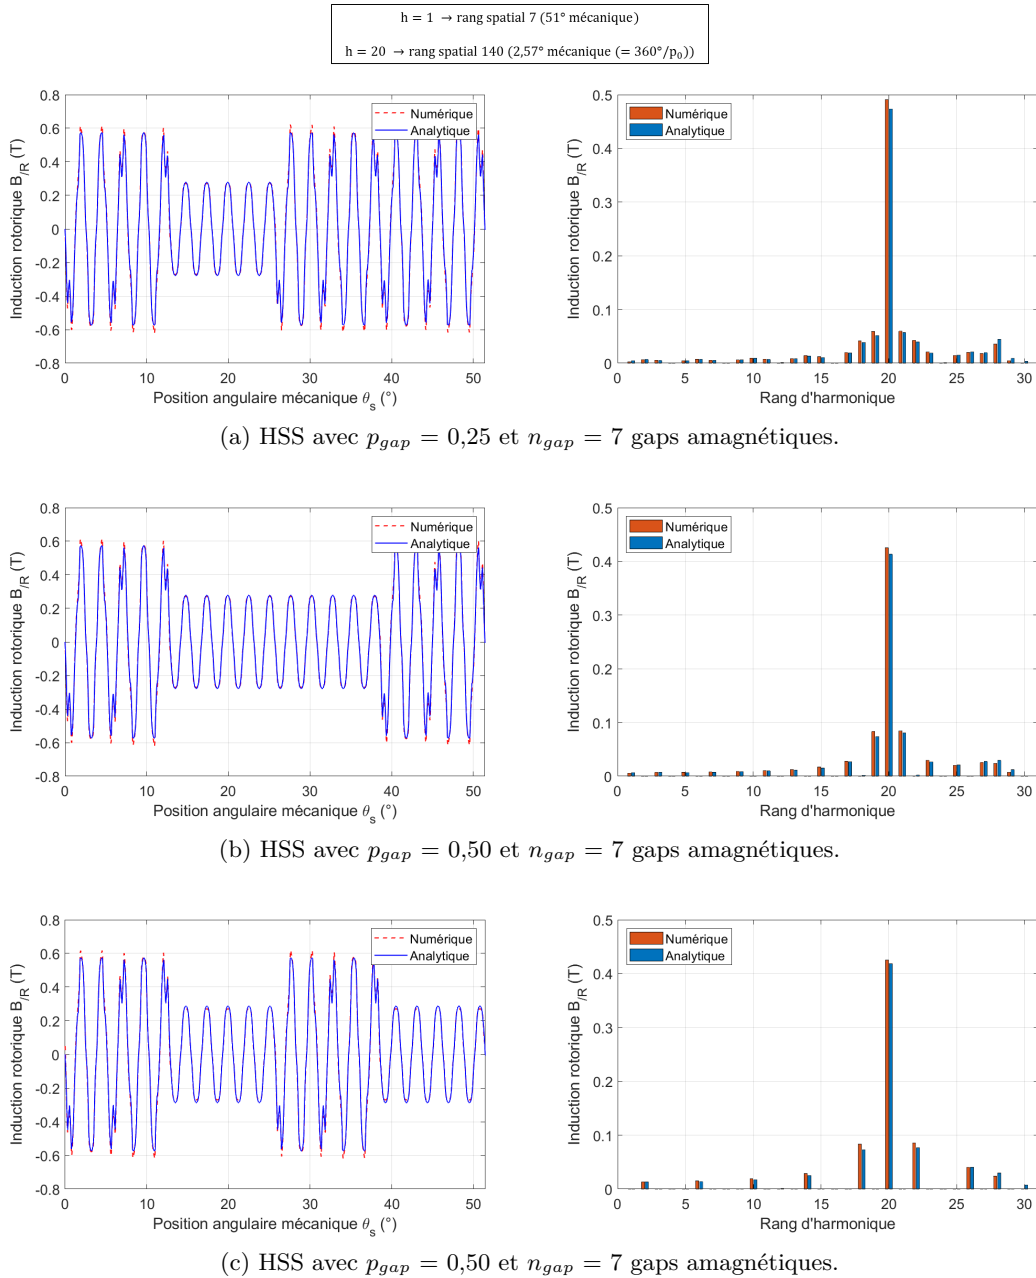 h = 1 → rang spatial 7 (51° mécanique)
h = 20 → rang spatial 140 (2,57° mécanique (= 360°/p₀))
0.8
0.6
0.4
0.2
0
-0.2
-0.4
-0.6
-0.8
Induction rotorique B/R (T)
Numérique
Analytique
0 10 20 30 40 50
Position angulaire mécanique θs (°)
0.5
0.4
0.3
0.2
0.1
0
Induction rotorique B/R (T)
Numérique
Analytique
0 5 10 15 20 25 30
Rang d'harmonique
(a) HSS avec pgap = 0,25 et ngap = 7 gaps amagnétiques.
0.8
0.6
0.4
0.2
0
-0.2
-0.4
-0.6
-0.8
Induction rotorique B/R (T)
Numérique
Analytique
0 10 20 30 40 50
Position angulaire mécanique θs (°)
0.5
0.4
0.3
0.2
0.1
0
Induction rotorique B/R (T)
Numérique
Analytique
0 5 10 15 20 25 30
Rang d'harmonique
(b) HSS avec pgap = 0,50 et ngap = 7 gaps amagnétiques.
0.8
0.6
0.4
0.2
0
-0.2
-0.4
-0.6
-0.8
Induction rotorique B/R (T)
Numérique
Analytique
0 10 20 30 40 50
Position angulaire mécanique θs (°)
0.5
0.4
0.3
0.2
0.1
0
Induction rotorique B/R (T)
Numérique
Analytique
0 5 10 15 20 25 30
Rang d'harmonique
(c) HSS avec pgap = 0,50 et ngap = 7 gaps amagnétiques.